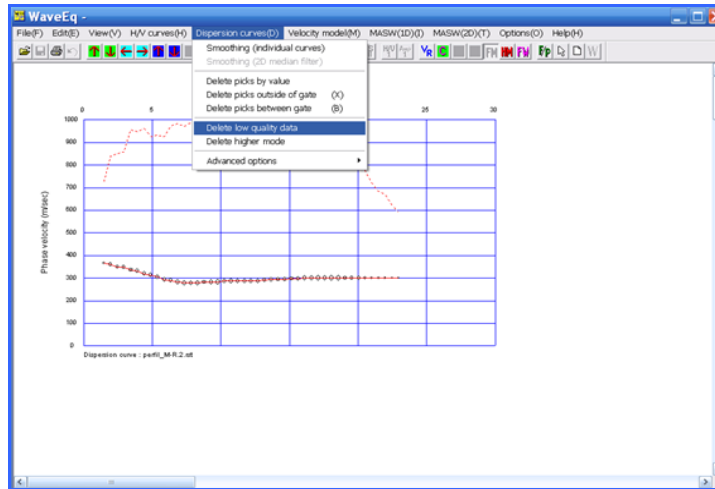 WaveEq -
File(F) Edit(E) View(V) H/V curves(H) Dispersion curves(D) Velocity model(M) MASW(1D)(I) MASW(2D)(T) Options(O) Help(H)
Smoothing (individual curves)
Smoothing (2D median filter)
Delete picks by value
Delete picks outside of gate (X)
Delete picks between gate (B)
Delete low quality data
Delete higher mode
Advanced options
0 5 25 30
1000
900
800
700
600
500
400
300
200
100
0
Phase velocity (m/sec)
Dispersion curve : perfil_M-R.2.rst